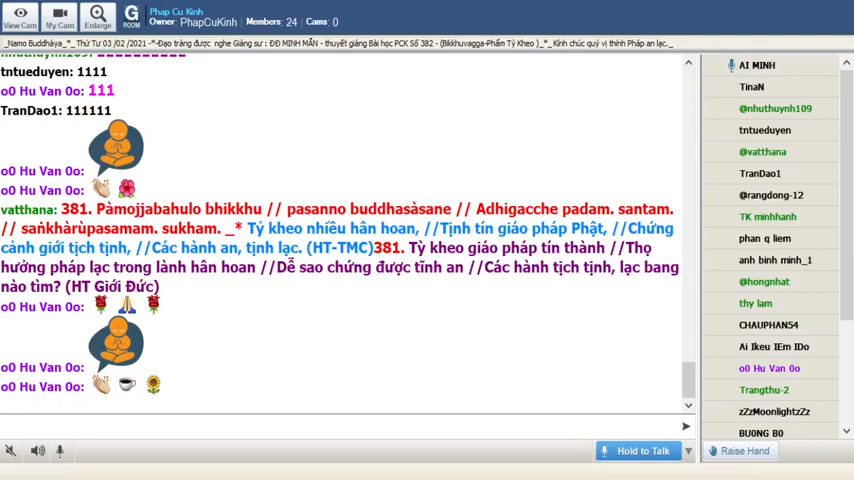 View Cam
My Cam
Enlarge
G
ROOM
Phap Cu Kinh
Owner: PhapCuKinh Members: 24 Cams: 0
_Namo Buddhàya_*_ Thứ Tư 03 /02 /2021 -*-Đạo tràng được nghe Giảng sư : ĐĐ MINH MẪN - thuyết giảng Bài học PCK Số 382 - (Bikkhuvagga-Phẩm Tỳ Kheo )_*_ Kính chúc quý vị thính Pháp an lạc._
tntueduyen: 1111
o0 Hu Van 0o: 111
TranDao1: 111111
o0 Hu Van 0o:
o0 Hu Van 0o:
vatthana: 381. Pàmojjabahulo bhikkhu // pasanno buddhasàsane // Adhigacche padam. santam.
// saṅkhàrùpasamam. sukham. _* Tỷ kheo nhiều hân hoan, //Tịnh tín giáo pháp Phật, //Chứng
cảnh giới tịch tịnh, //Các hành an, tịnh lạc. (HT-TMC)381. Tỳ kheo giáo pháp tín thành //Thọ
hưởng pháp lạc trong lành hân hoan //Dễ sao chứng được tĩnh an //Các hành tịch tịnh, lạc bang
nào tìm? (HT Giới Đức)
o0 Hu Van 0o:
o0 Hu Van 0o:
o0 Hu Van 0o:
AI MINH
TinaN
@nhuthuynh109
tntueduyen
@vatthana
TranDao1
@rangdong-12
TK minhhanh
phan q liem
anh binh minh_1
@hongnhat
thy lam
CHAUPHAN54
Ai Ikeu IEm IDo
o0 Hu Van 0o
Trangthu-2
zZzMoonlightzZz
BU0NG B0
Hold to Talk
Raise Hand